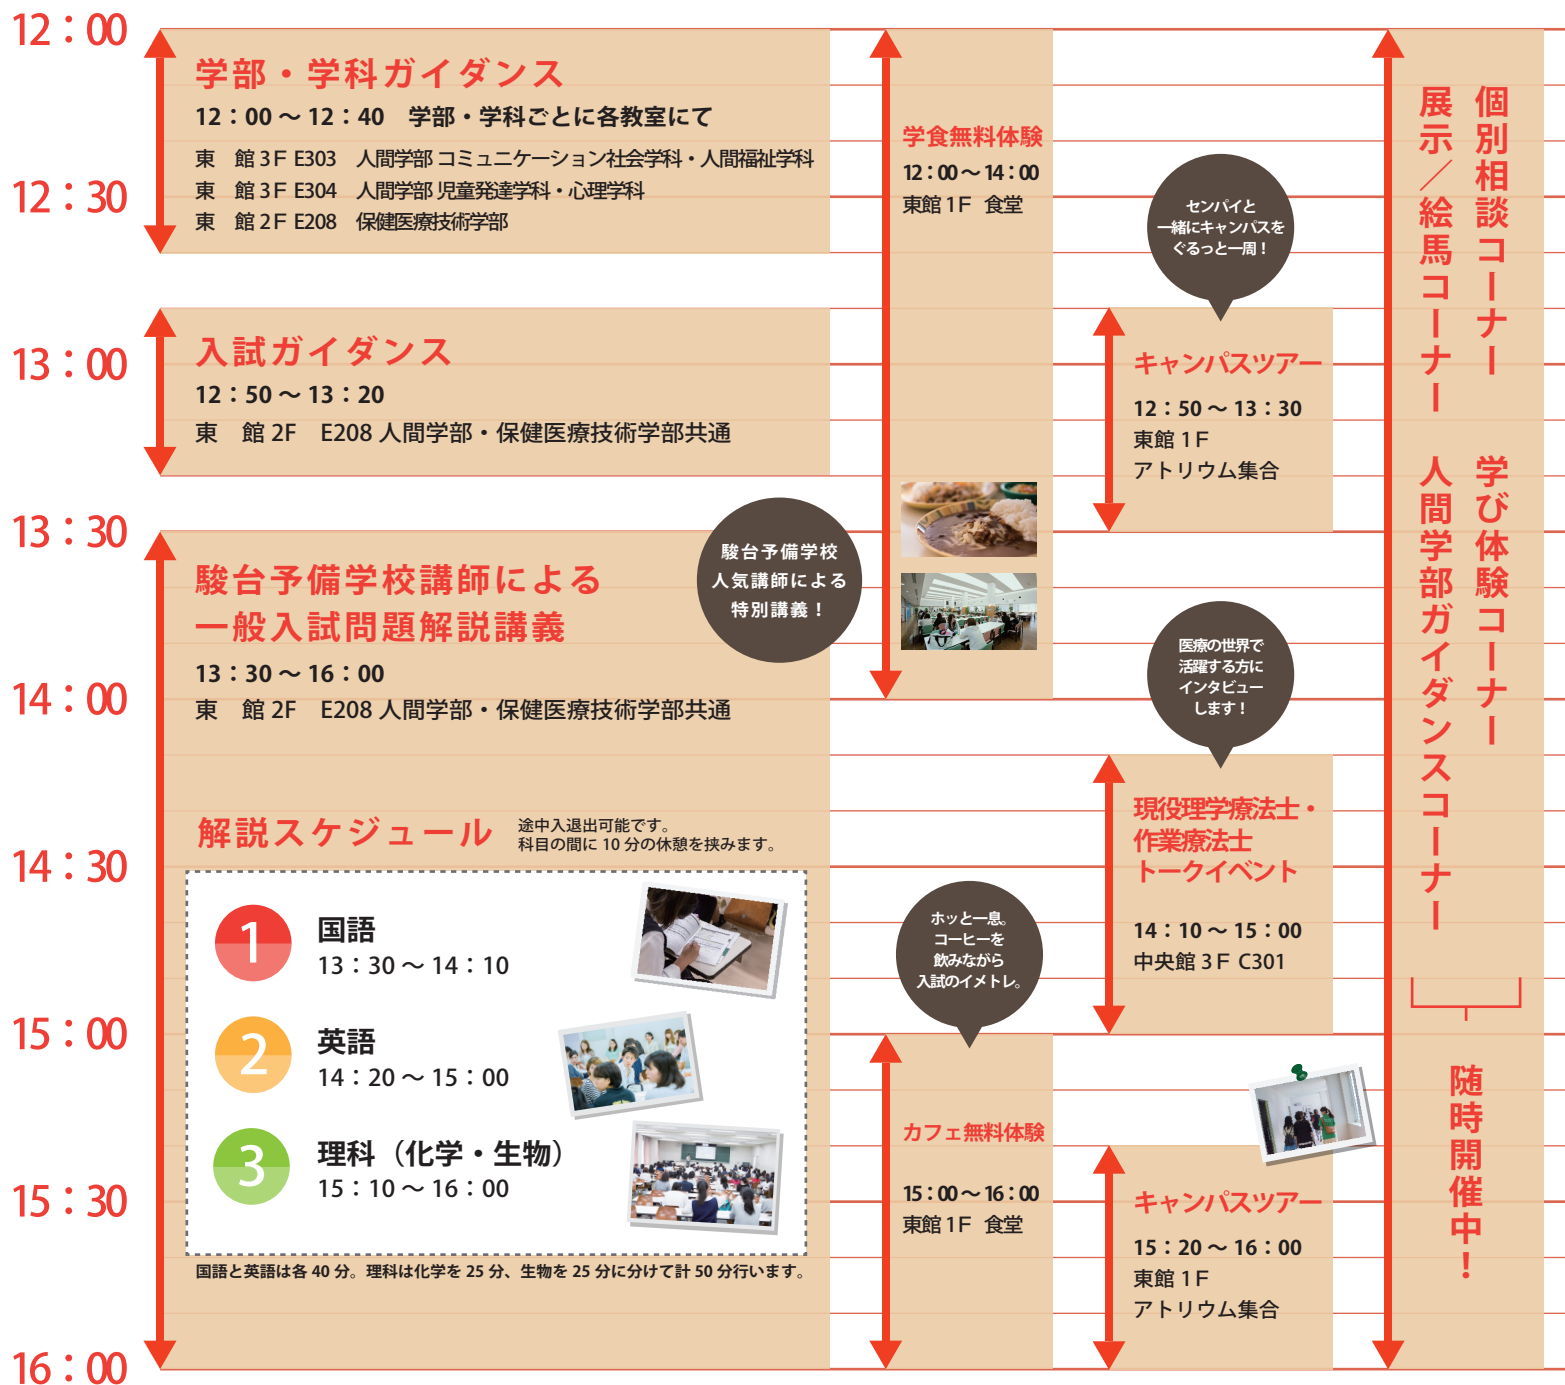 12：00
12：30
13：00
13：30
14：00
14：30
15：00
15：30
16：00
学部・学科ガイダンス
12：00 ～ 12：40　学部・学科ごとに各教室にて
東　館 3 F E303　人間学部 コミュニケーション社会学科・人間福祉学科
東　館 3 F E304　人間学部 児童発達学科・心理学科
東　館 2 F E208　保健医療技術学部
入試ガイダンス
12：50 ～ 13：20
東　館 2F　E208 人間学部・保健医療技術学部共通
駿台予備学校講師による
一般入試問題解説講義
13：30 ～ 16：00
東　館 2F　E208 人間学部・保健医療技術学部共通
駿台予備学校
人気講師による
特別講義！
解説スケジュール
途中入退出可能です。
科目の間に 10 分の休憩を挟みます。
1
国語
13：30 ～ 14：10
2
英語
14：20 ～ 15：00
3
理科（化学・生物）
15：10 ～ 16：00
国語と英語は各 40 分。理科は化学を 25 分、生物を 25 分に分けて計 50 分行います。
学食無料体験
12：00 ～ 14：00
東館 1 F 食堂
ホッと一息。
コーヒーを
飲みながら
入試のイメトレ。
カフェ無料体験
15：00 ～ 16：00
東館 1 F 食堂
センパイと
一緒にキャンパスを
ぐるっと一周！
キャンパスツアー
12：50 ～ 13：30
東館 1 F
アトリウム集合
医療の世界で
活躍する方に
インタビュー
します！
現役理学療法士・
作業療法士
トークイベント
14：10 ～ 15：00
中央館 3 F C301
キャンパスツアー
15：20 ～ 16：00
東館 1 F
アトリウム集合
個別相談コーナー　学び体験コーナー
展示／絵馬コーナー　人間学部ガイダンスコーナー
随時開催中！